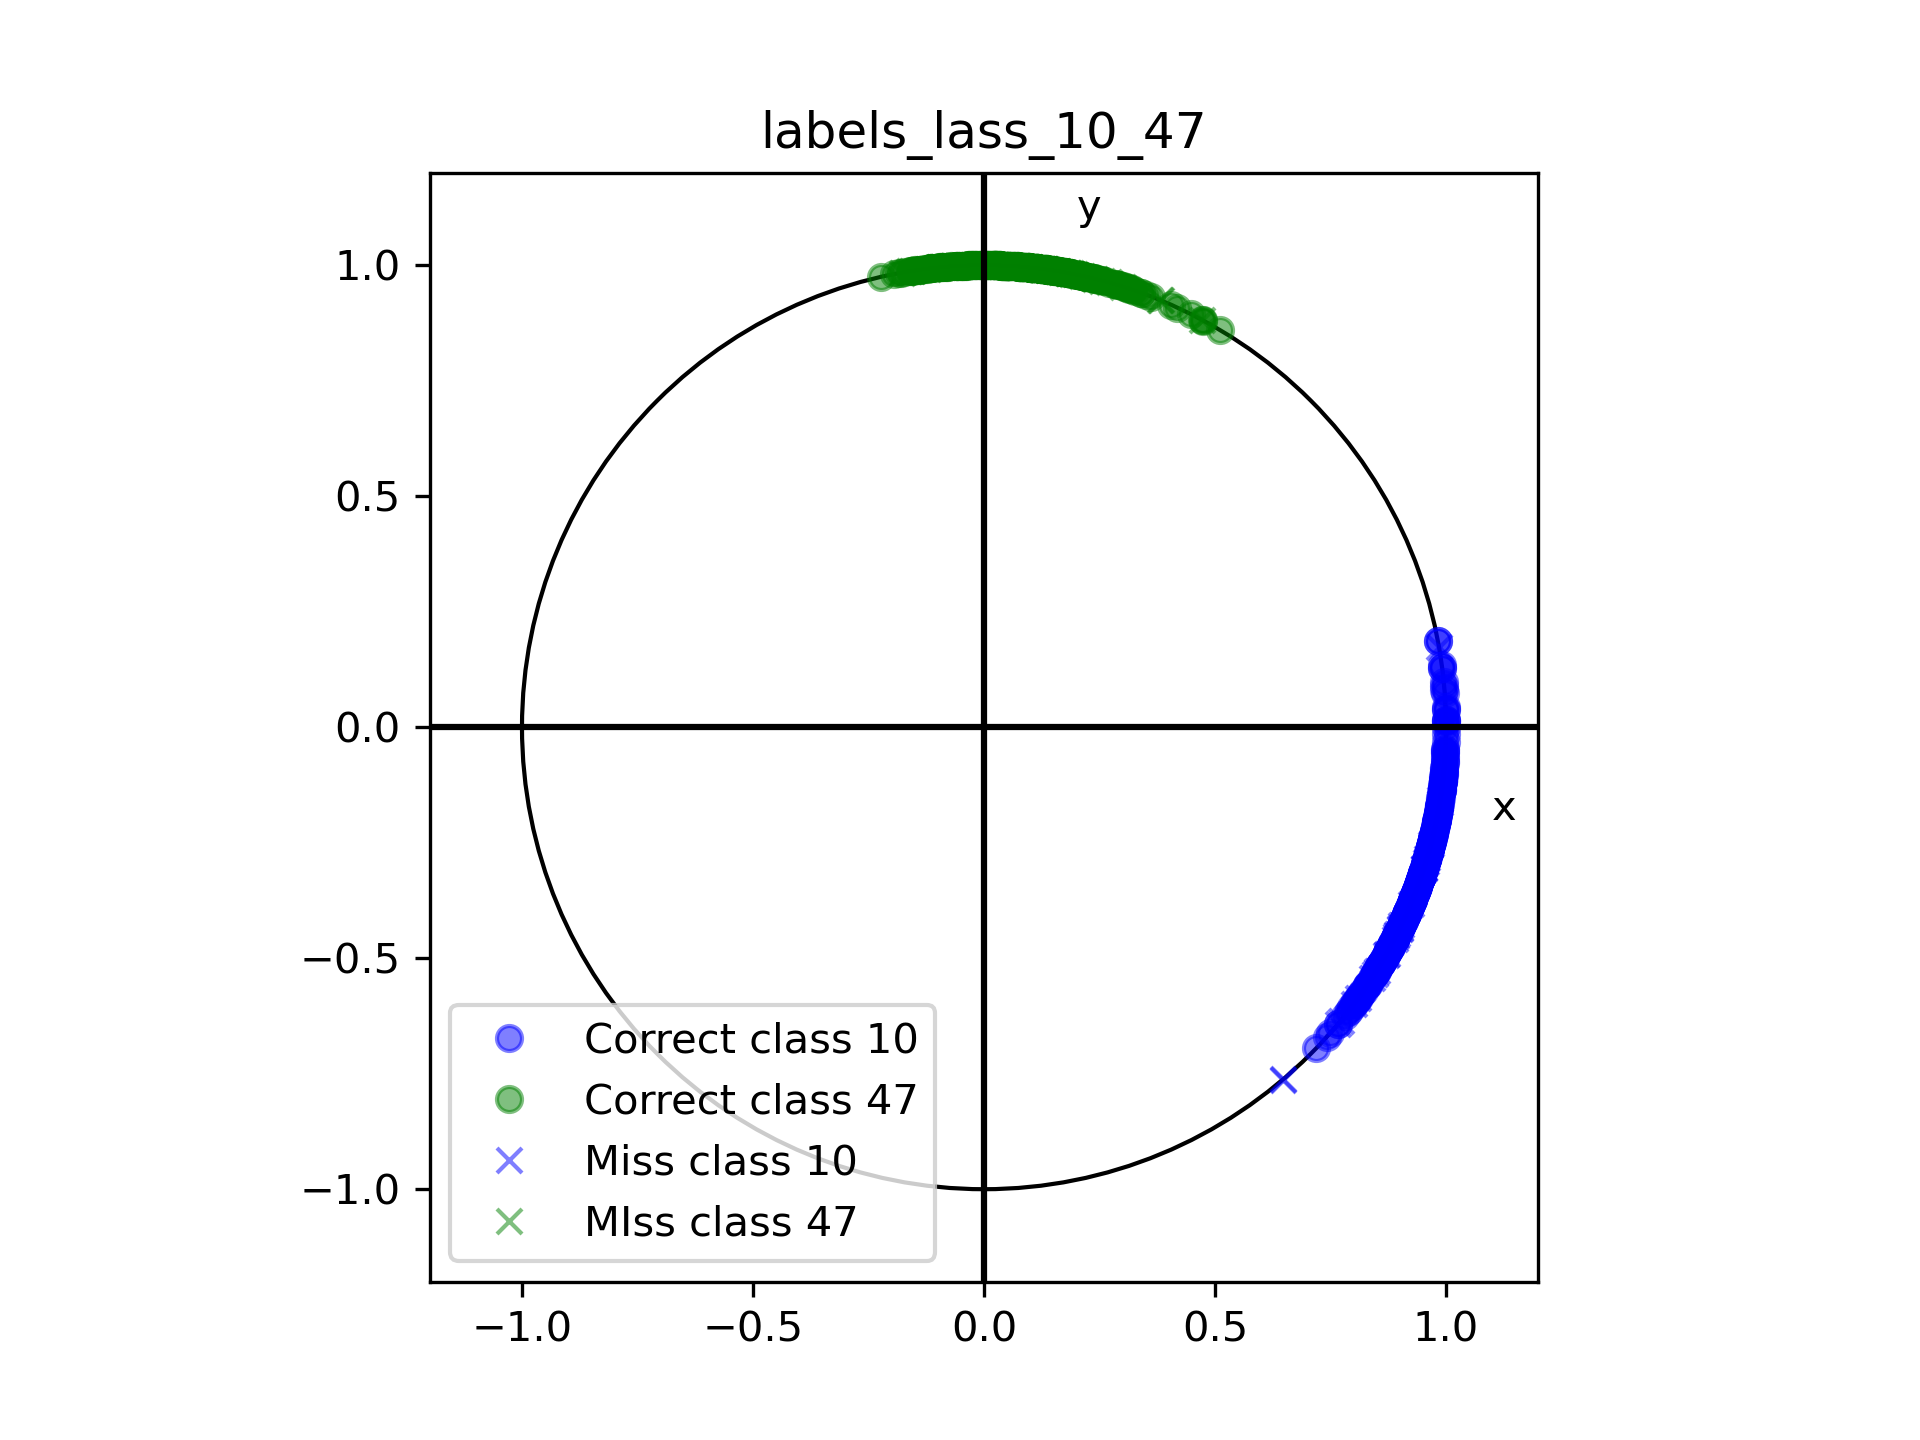 labels_lass_10_47
y
1.0
0.5
0.0
x
−0.5
−1.0
Correct class 10
Correct class 47
Miss class 10
MIss class 47
−1.0 −0.5 0.0 0.5 1.0